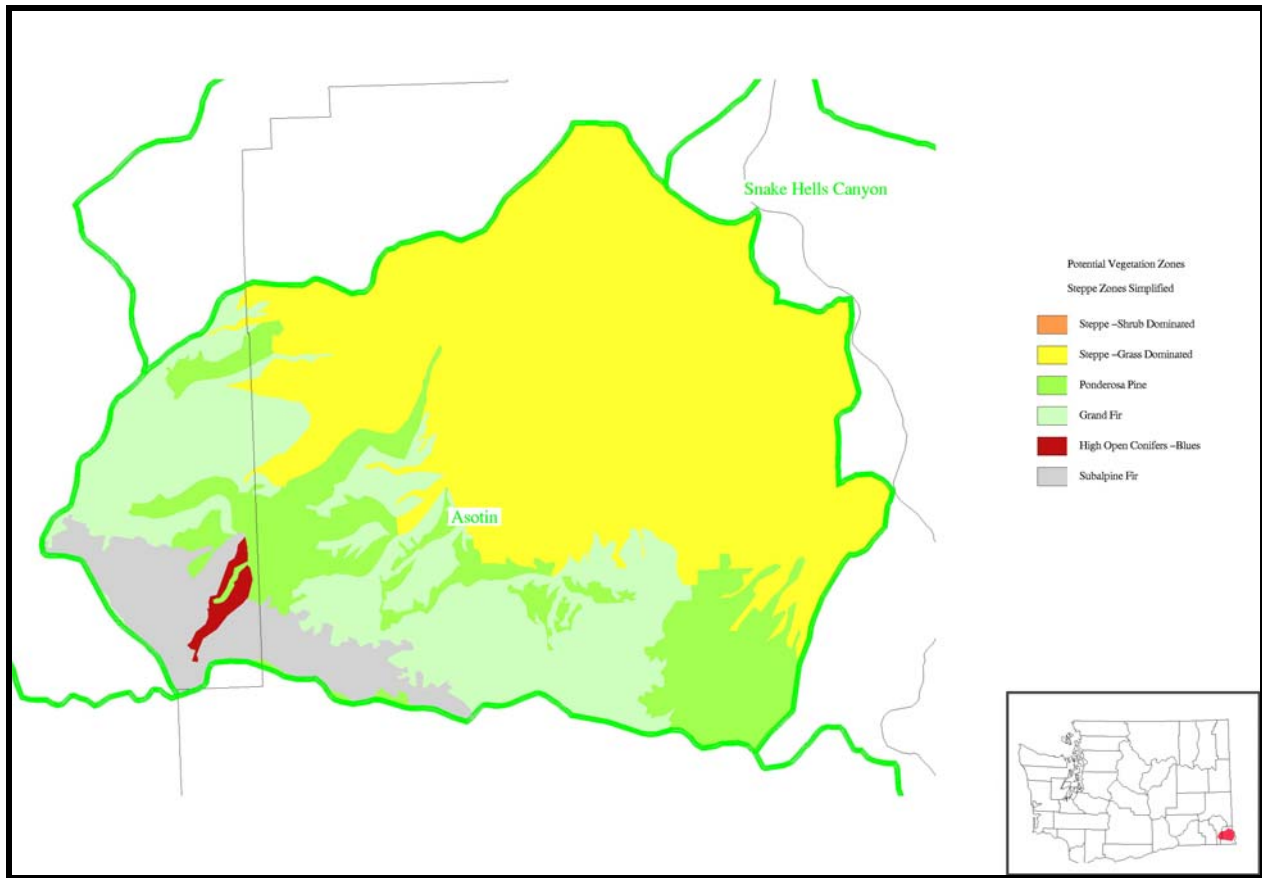 Snake Hells Canyon
Asotin
Potential Vegetation Zones
Steppe Zones Simplified
Steppe –Shrub Dominated
Steppe –Grass Dominated
Ponderosa Pine
Grand Fir
High Open Conifers –Blues
Subalpine Fir